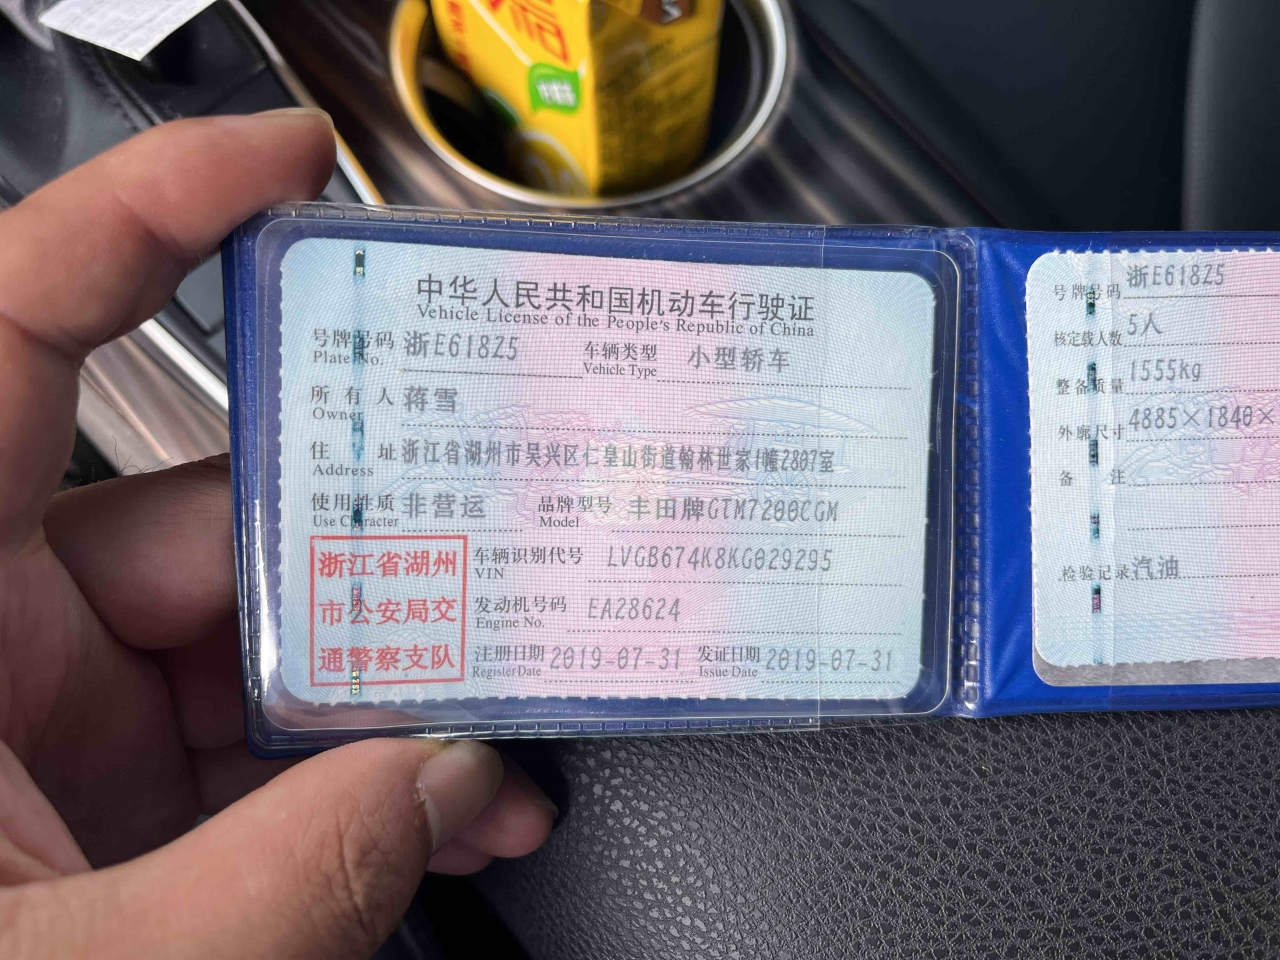 中华人民共和国机动车行驶证
Vehicle License of the People's Republic of China
号牌号码 浙E618Z5 车辆类型 小型轿车
Plate No. Vehicle Type
所有人 蒋雪
Owner
住址 浙江省湖州市吴兴区仁皇山街道翰林世家1幢2807室
Address
使用性质 非营运 品牌型号 丰田牌GTM7200CGM
Use Character Model
浙江省湖州
市公安局交
通警察支队
车辆识别代号 LVGB674K8KG029295
VIN
发动机号码 EA28624
Engine No.
注册日期 2019-07-31 发证日期 2019-07-31
Register Date Issue Date
号牌号码 浙E618Z5
核定载人数 5人
整备质量 1555kg
外廓尺寸 4885×1840×
备注
检验记录 汽油